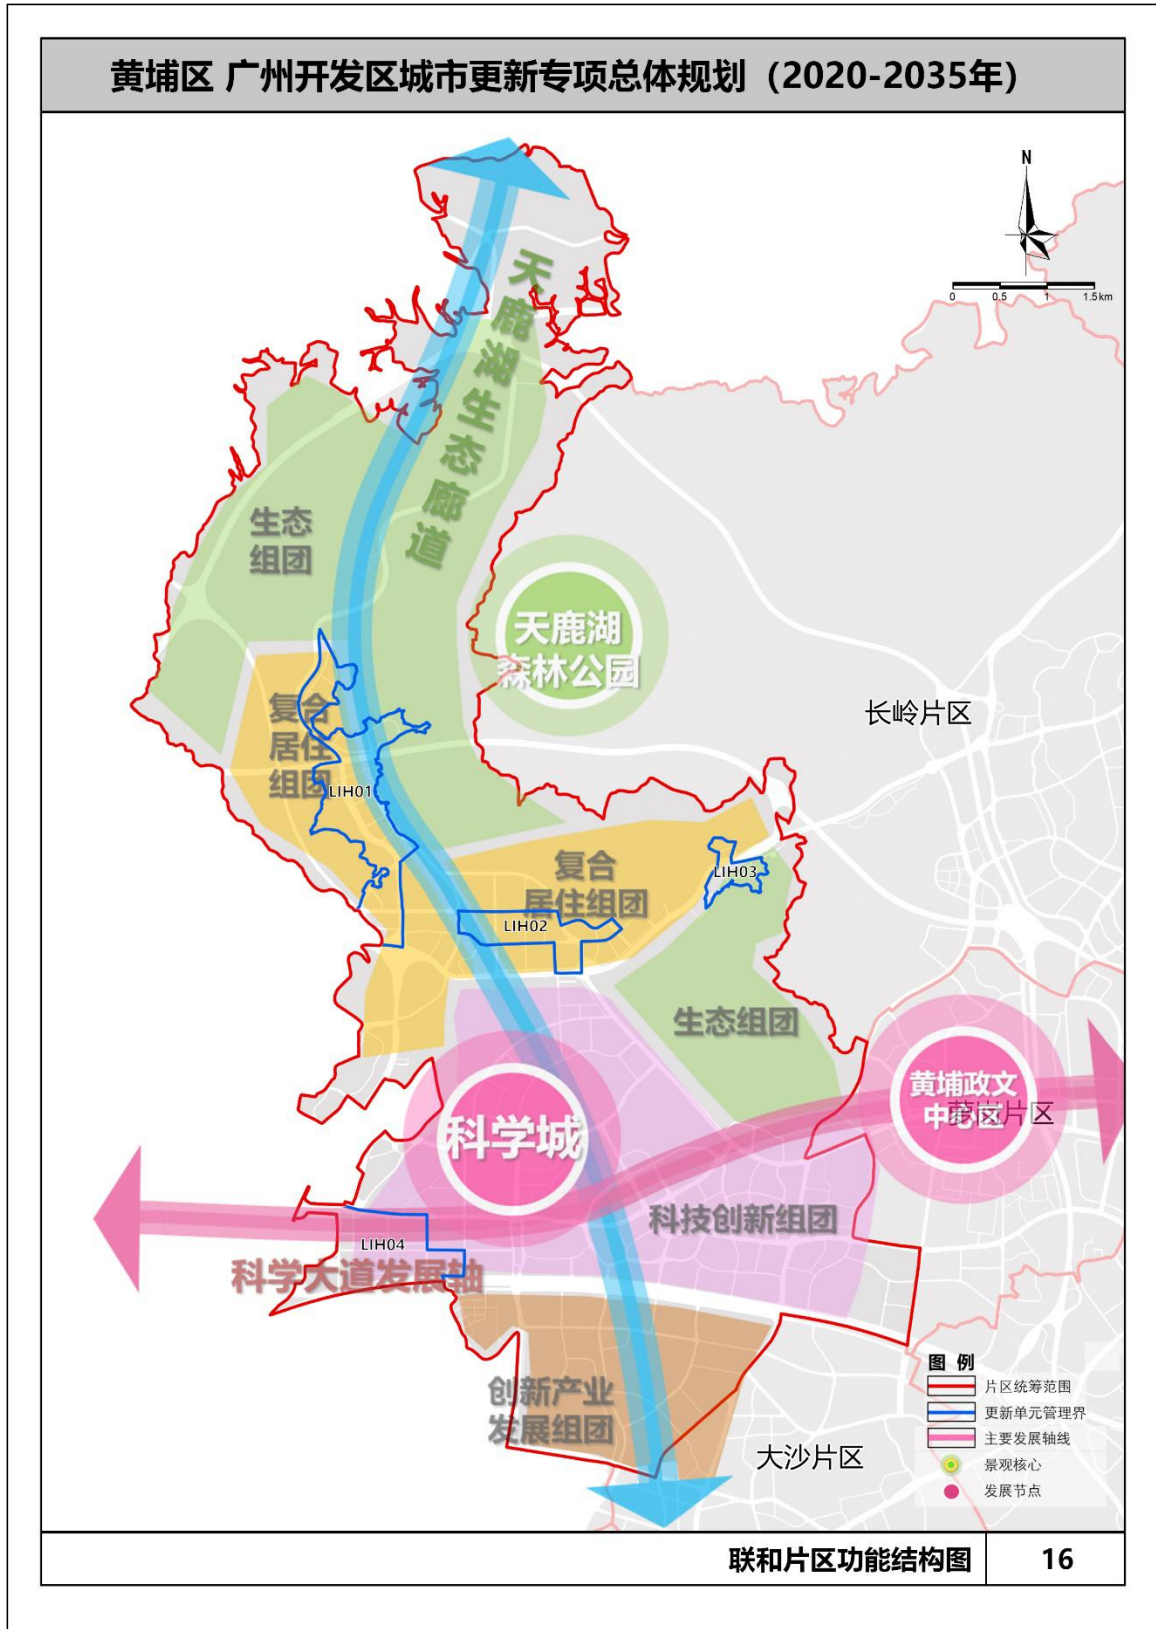 黄埔区 广州开发区城市更新专项总体规划（2020-2035年）
N
0 0.5 1 1.5km
天鹿湖生态廊道
生态
组团
天鹿湖
森林公园
长岭片区
复合
居住
组团
LIH01
复合
居住组团
LIH03
LIH02
生态组团
黄埔政文
中心区
萝岗片区
科学城
科技创新组团
LIH04
科学大道发展轴
创新产业
发展组团
大沙片区
图 例
片区统筹范围
更新单元管理界
主要发展轴线
景观核心
发展节点
联和片区功能结构图
16